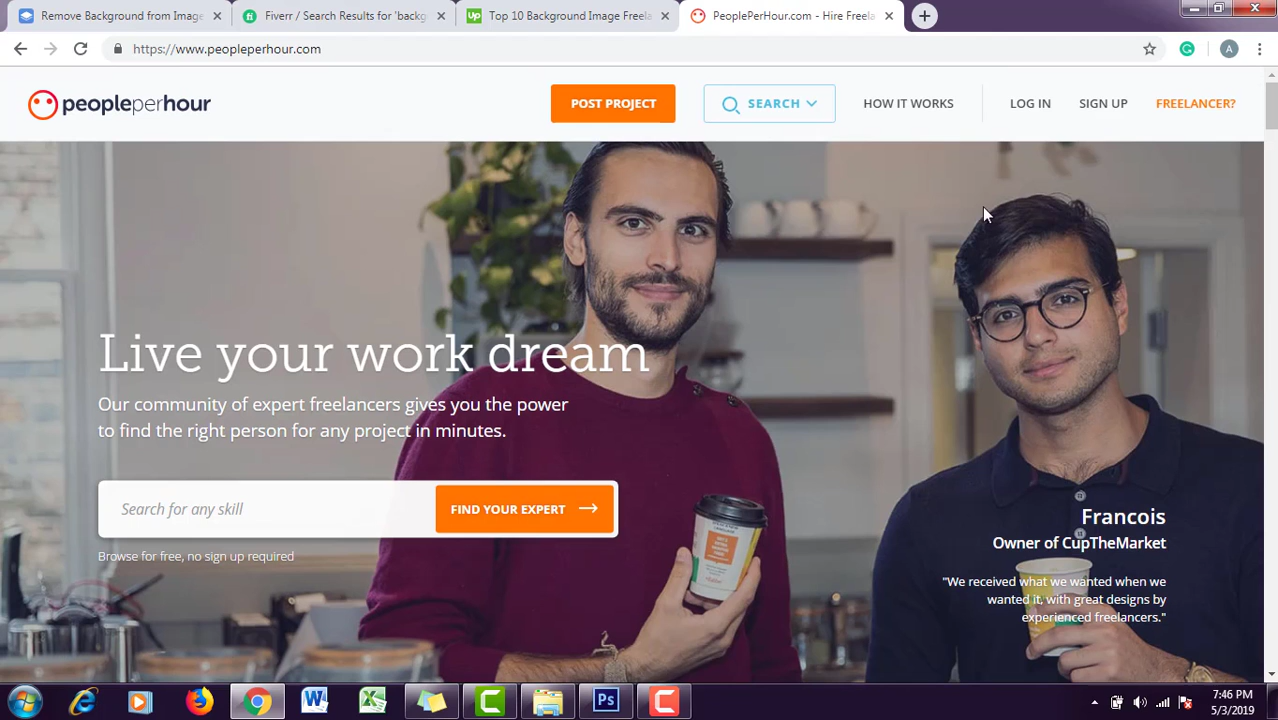 Remove Background from Image
Fiverr / Search Results for 'backg
Up Top 10 Background Image Freela
PeoplePerHour.com - Hire Freela
https://www.peopleperhour.com
A
peopleperhour
POST PROJECT
SEARCH
HOW IT WORKS
LOG IN
SIGN UP
FREELANCER?
Live your work dream
Our community of expert freelancers gives you the power
to find the right person for any project in minutes.
Search for any skill
FIND YOUR EXPERT
Browse for free, no sign up required
Francois
Owner of CupTheMarket
"We received what we wanted when we
wanted it, with great designs by
experienced freelancers."
Ps
7:46 PM
5/3/2019